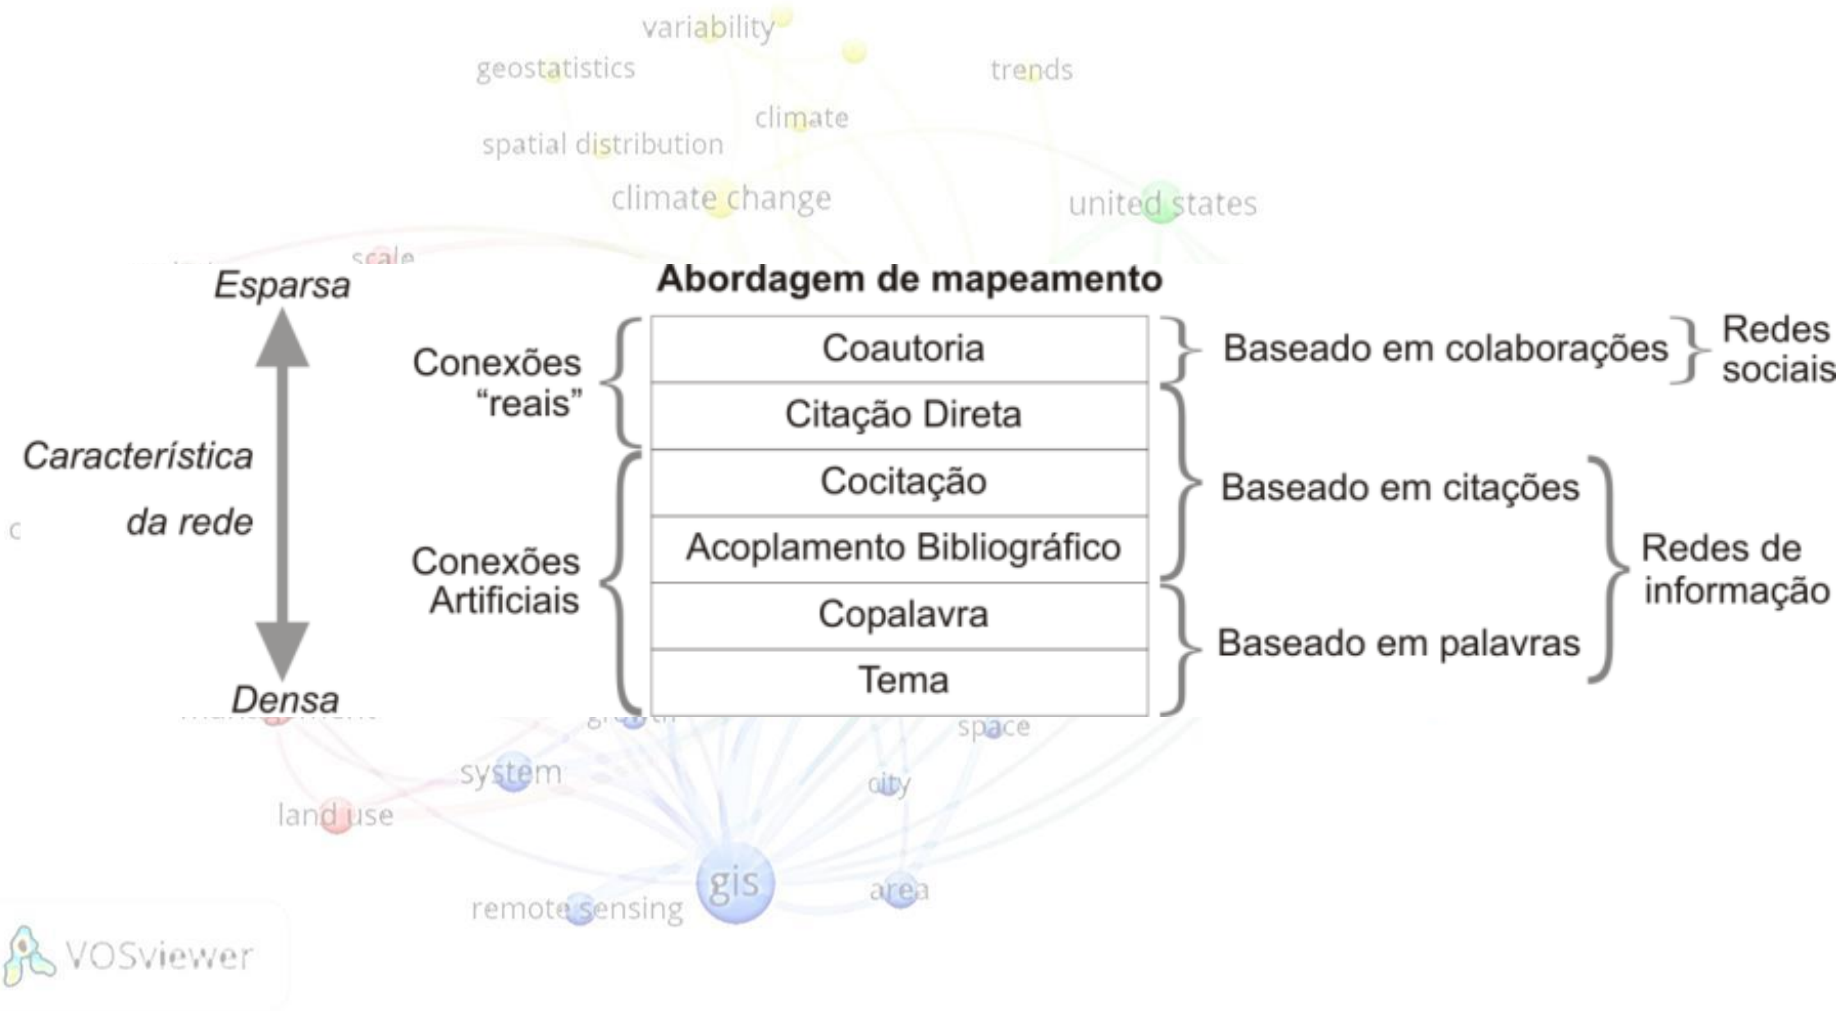 variability
geostatistics
trends
climate
spatial distribution
climate change
united states
scale
Esparsa
Abordagem de mapeamento
Conexões
“reais”
Coautoria
Baseado em colaborações
Redes
sociais
Citação Direta
Característica
da rede
Cocitação
Baseado em citações
Conexões
Artificiais
Acoplamento Bibliográfico
Redes de
informação
Copalavra
Baseado em palavras
Tema
Densa
space
system
city
land use
gis
area
remote sensing
VOSviewer